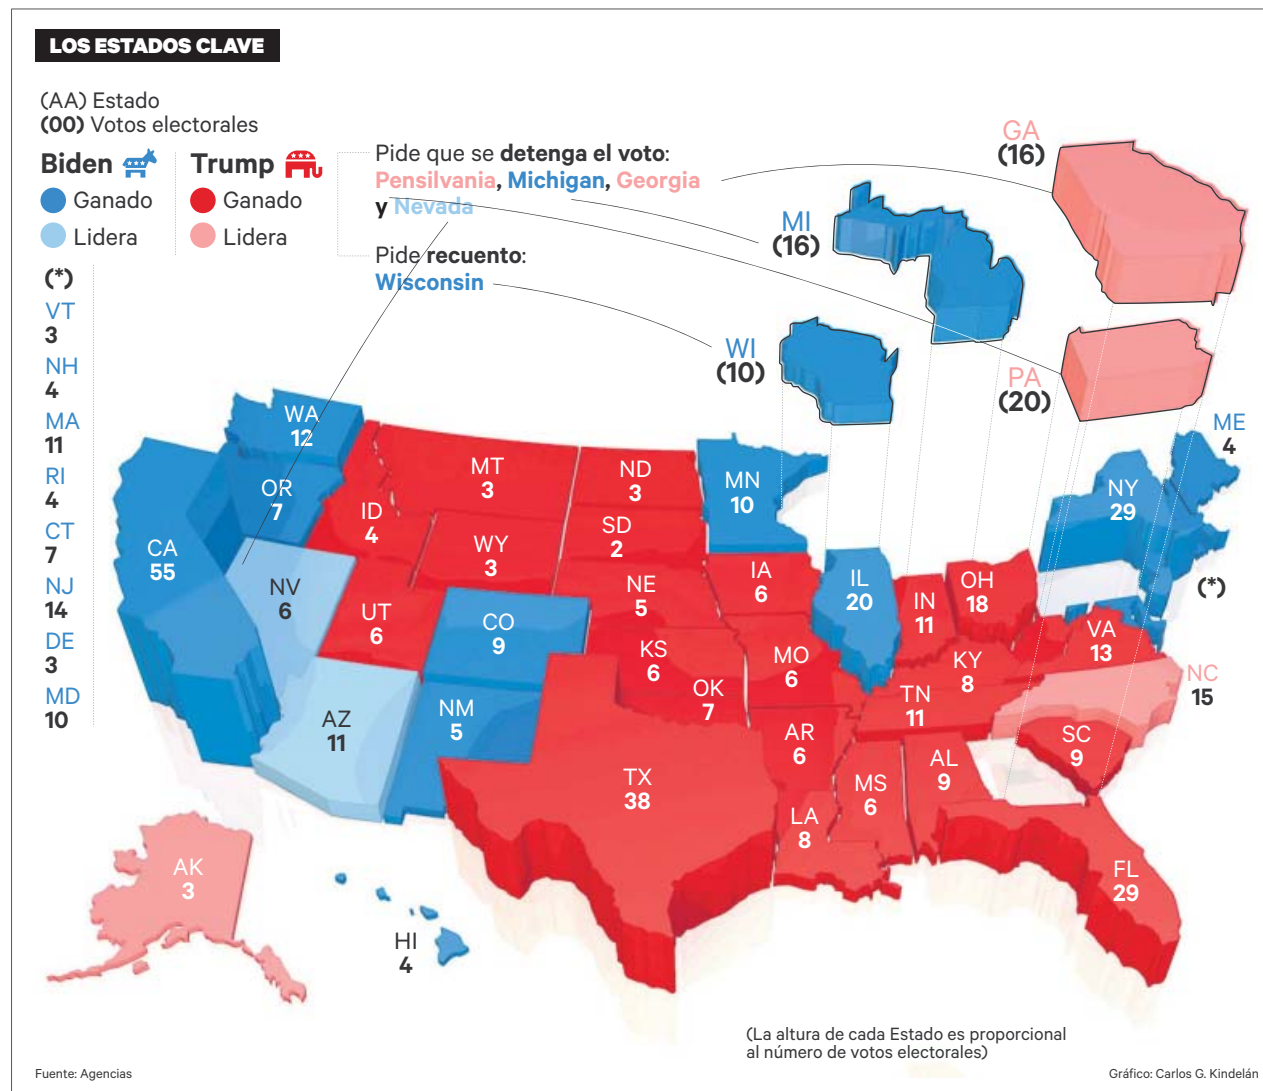 LOS ESTADOS CLAVE
(AA) Estado
(00) Votos electorales
Biden
Ganado
Lidera
Trump
Ganado
Lidera
Pide que se detenga el voto:
Pensilvania, Michigan, Georgia
y Nevada
Pide recuento:
Wisconsin
(*)
VT
3
NH
4
MA
11
RI
4
CT
7
NJ
14
DE
3
MD
10
GA
(16)
MI
(16)
WI
(10)
PA
(20)
ME
4
WA
12
OR
7
CA
55
NV
6
ID
4
MT
3
WY
3
UT
6
AZ
11
CO
9
NM
5
ND
3
SD
2
NE
5
KS
6
OK
7
TX
38
MN
10
IA
6
MO
6
AR
6
LA
8
IL
20
IN
11
OH
18
KY
8
TN
11
MS
6
AL
9
NY
29
(*)
VA
13
NC
15
SC
9
FL
29
AK
3
HI
4
(La altura de cada Estado es proporcional
al número de votos electorales)
Fuente: Agencias
Gráfico: Carlos G. Kindelán